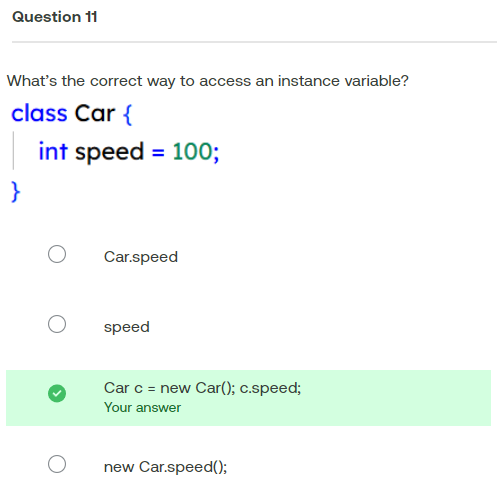 Question 11
What's the correct way to access an instance variable?
class Car {
int speed = 100;
}
Car.speed
speed
Car c = new Car(); c.speed;
Your answer
new Car.speed();